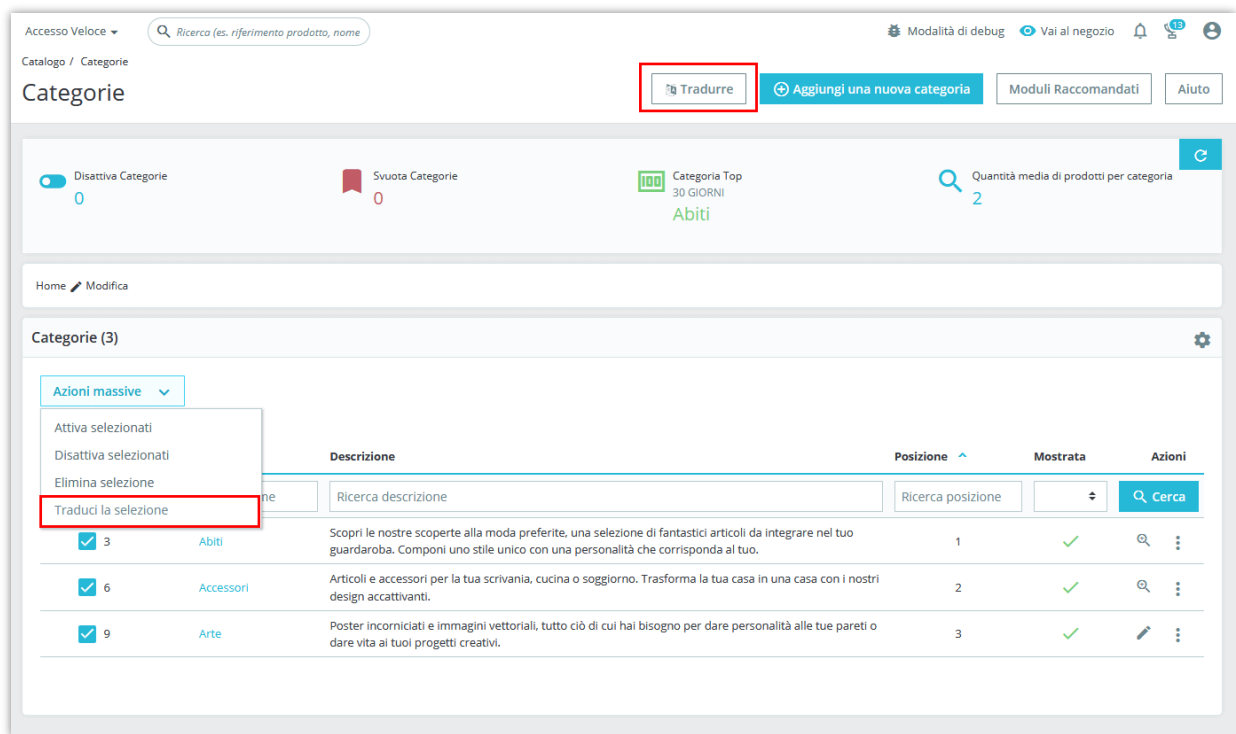 Accesso Veloce
Ricerca (es. riferimento prodotto, nome
Modalità di debug
Vai al negozio
13
Catalogo / Categorie
Categorie
Tradurre
Aggiungi una nuova categoria
Moduli Raccomandati
Aiuto
Disattiva Categorie
0
Svuota Categorie
0
Categoria Top
30 GIORNI
Abiti
Quantità media di prodotti per categoria
2
Home Modifica
Categorie (3)
Azioni massive
Attiva selezionati
Disattiva selezionati
Elimina selezione
Traduci la selezione
Descrizione
Posizione
Mostrata
Azioni
Ricerca descrizione
Ricerca posizione
Cerca
3
Abiti
Scopri le nostre scoperte alla moda preferite, una selezione di fantastici articoli da integrare nel tuo
guardaroba. Componi uno stile unico con una personalità che corrisponda al tuo.
1
6
Accessori
Articoli e accessori per la tua scrivania, cucina o soggiorno. Trasforma la tua casa in una casa con i nostri
design accattivanti.
2
9
Arte
Poster incorniciati e immagini vettoriali, tutto ciò di cui hai bisogno per dare personalità alle tue pareti o
dare vita ai tuoi progetti creativi.
3